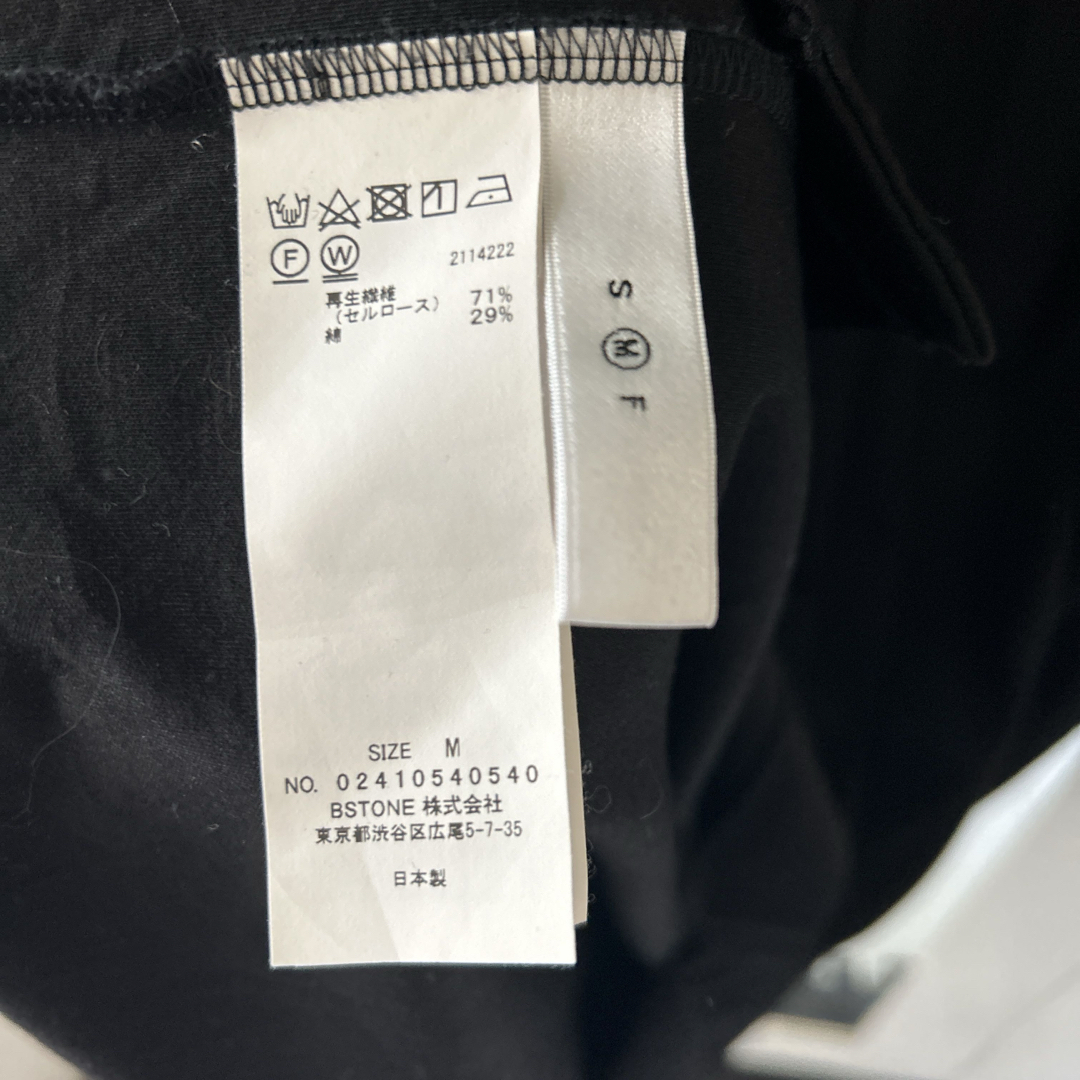 F W 2114222
再生繊維 71%
(セルロース) 29%
綿
S
M
F
SIZE M
NO. 02410540540
BSTONE 株式会社
東京都渋谷区広尾5-7-35
日本製